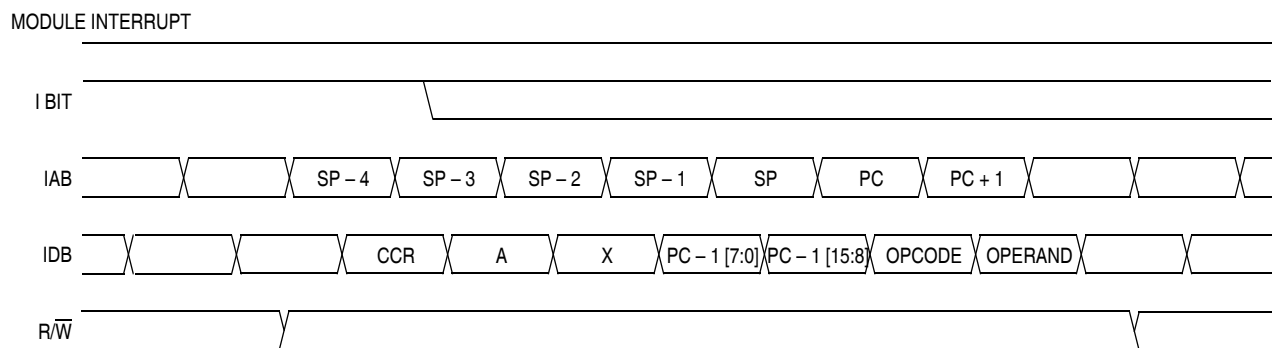 MODULE INTERRUPT
I BIT
IAB SP – 4 SP – 3 SP – 2 SP – 1 SP PC PC + 1
IDB CCR A X PC – 1 [7:0] PC – 1 [15:8] OPCODE OPERAND
R/W̅